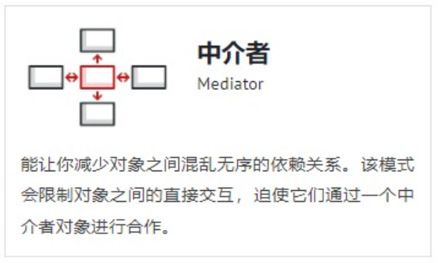 中介者
Mediator
能让你减少对象之间混乱无序的依赖关系。该模式
会限制对象之间的直接交互，迫使它们通过一个中
介者对象进行合作。